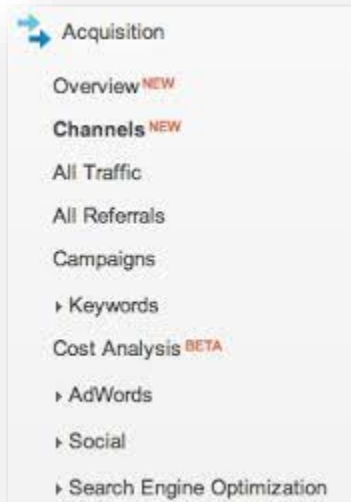 Acquisition
Overview NEW
Channels NEW
All Traffic
All Referrals
Campaigns
Keywords
Cost Analysis BETA
AdWords
Social
Search Engine Optimization